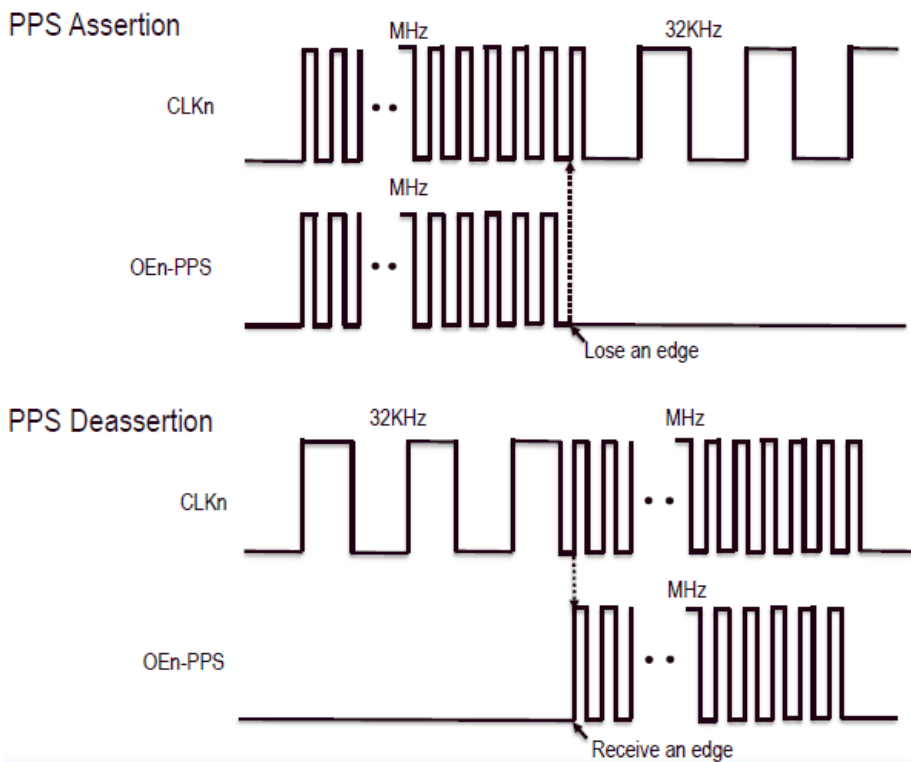 PPS Assertion
MHz
32KHz
CLKn
MHz
OEn-PPS
Lose an edge
PPS Deassertion
32KHz
MHz
CLKn
MHz
OEn-PPS
Receive an edge